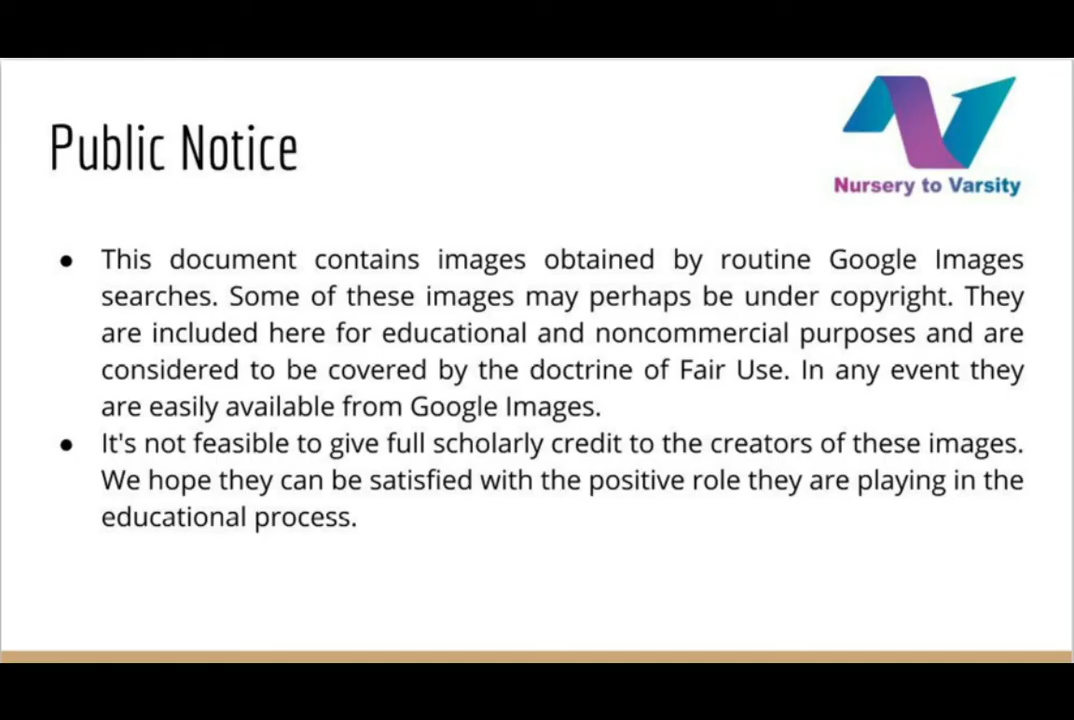 Public Notice
Nursery to Varsity
● This document contains images obtained by routine Google Images
searches. Some of these images may perhaps be under copyright. They
are included here for educational and noncommercial purposes and are
considered to be covered by the doctrine of Fair Use. In any event they
are easily available from Google Images.
● It's not feasible to give full scholarly credit to the creators of these images.
We hope they can be satisfied with the positive role they are playing in the
educational process.